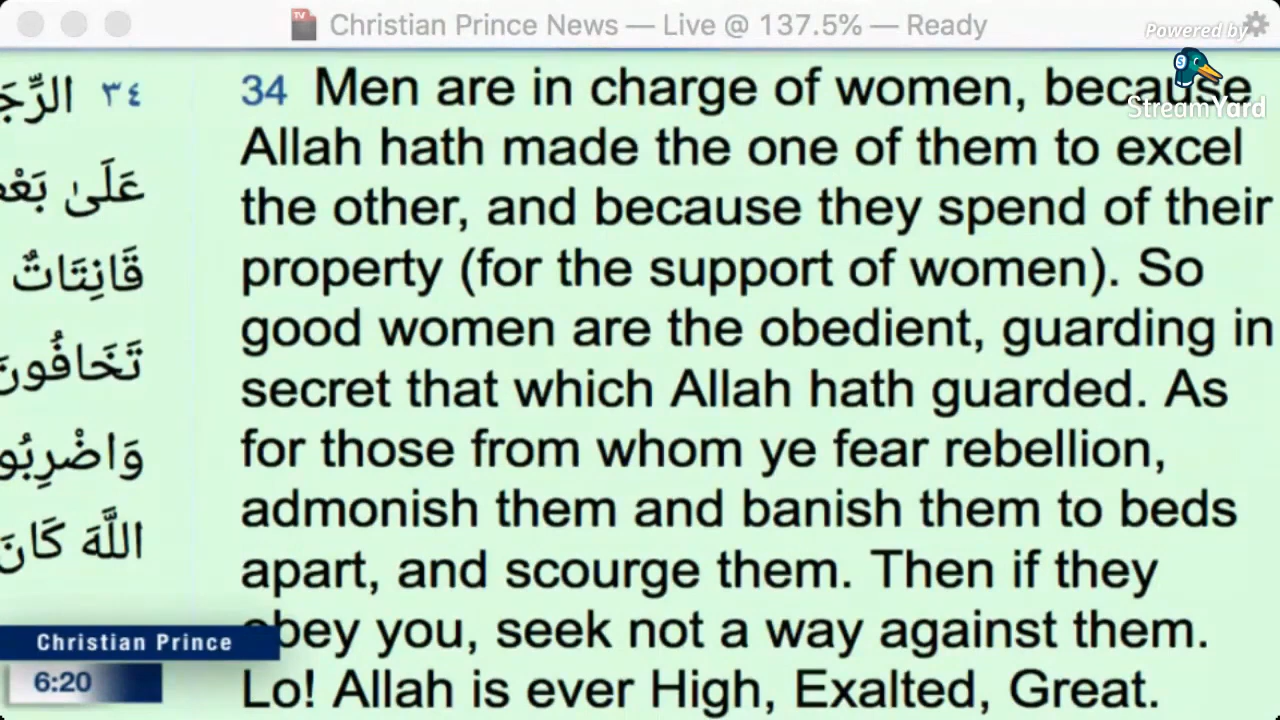 Christian Prince News — Live @ 137.5% — Ready
Powered by
StreamYard
٣٤
عَلَىٰ
قَانِتَاتٌ
اللَّهَ
34 Men are in charge of women, because
Allah hath made the one of them to excel
the other, and because they spend of their
property (for the support of women). So
good women are the obedient, guarding in
secret that which Allah hath guarded. As
for those from whom ye fear rebellion,
admonish them and banish them to beds
apart, and scourge them. Then if they
obey you, seek not a way against them.
Lo! Allah is ever High, Exalted, Great.
Christian Prince
6:20